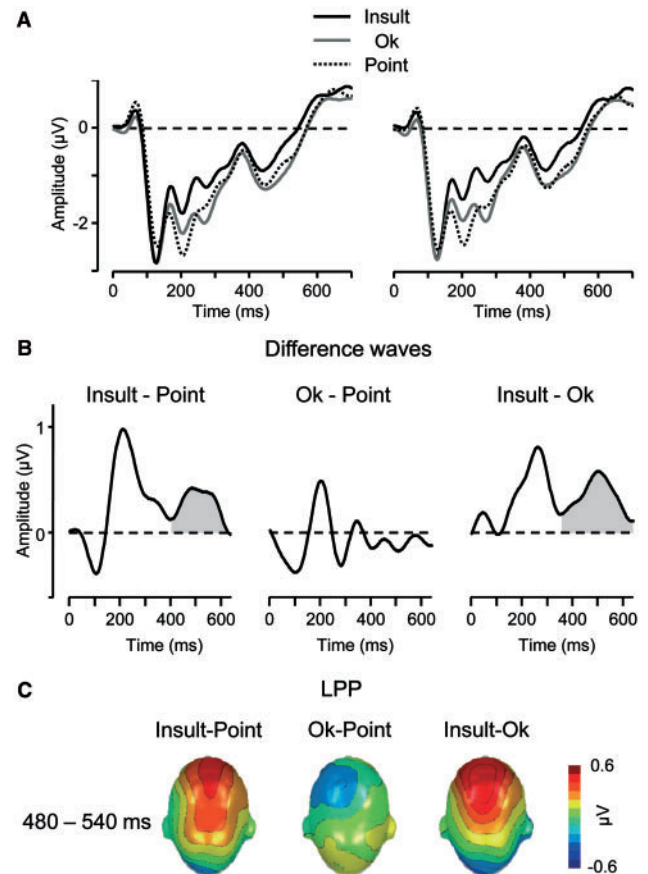 A
Insult
Ok
Point
Amplitude (µV)
0
-2
0 200 400 600
Time (ms)
0 200 400 600
Time (ms)
B
Difference waves
Insult - Point
Ok - Point
Insult - Ok
Amplitude (µV)
1
0
0 200 400 600
Time (ms)
0 200 400 600
Time (ms)
0 200 400 600
Time (ms)
C
LPP
Insult-Point
Ok-Point
Insult-Ok
480 – 540 ms
0.6
µV
-0.6